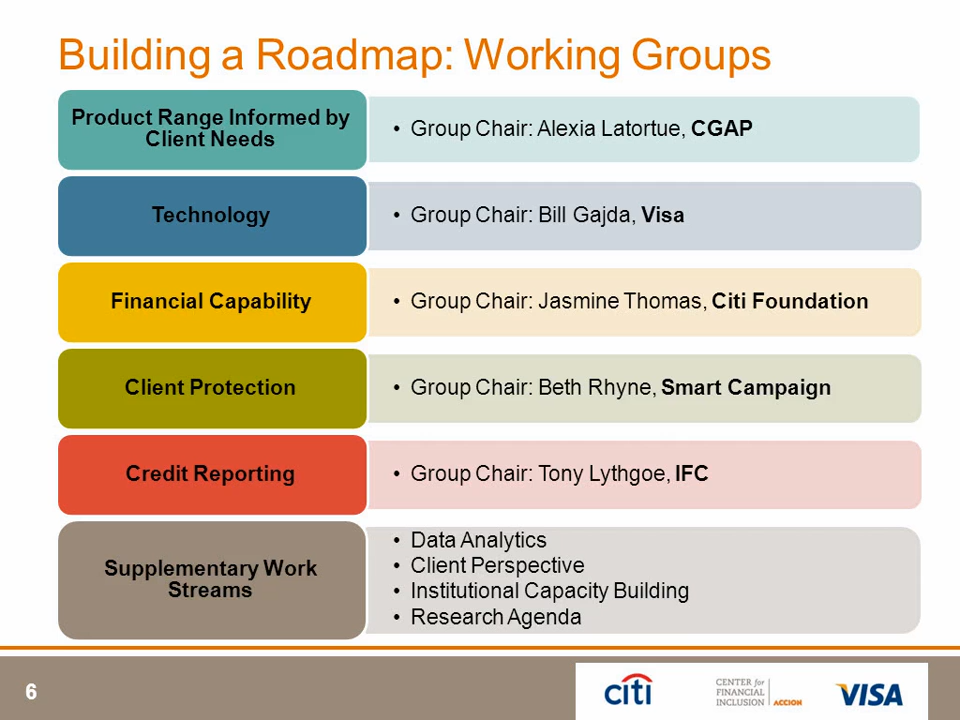 Building a Roadmap: Working Groups
Product Range Informed by
Client Needs
• Group Chair: Alexia Latortue, CGAP
Technology
• Group Chair: Bill Gajda, Visa
Financial Capability
• Group Chair: Jasmine Thomas, Citi Foundation
Client Protection
• Group Chair: Beth Rhyne, Smart Campaign
Credit Reporting
• Group Chair: Tony Lythgoe, IFC
Supplementary Work
Streams
• Data Analytics
• Client Perspective
• Institutional Capacity Building
• Research Agenda
6
citi
CENTER for
FINANCIAL
INCLUSION
ACCION
VISA